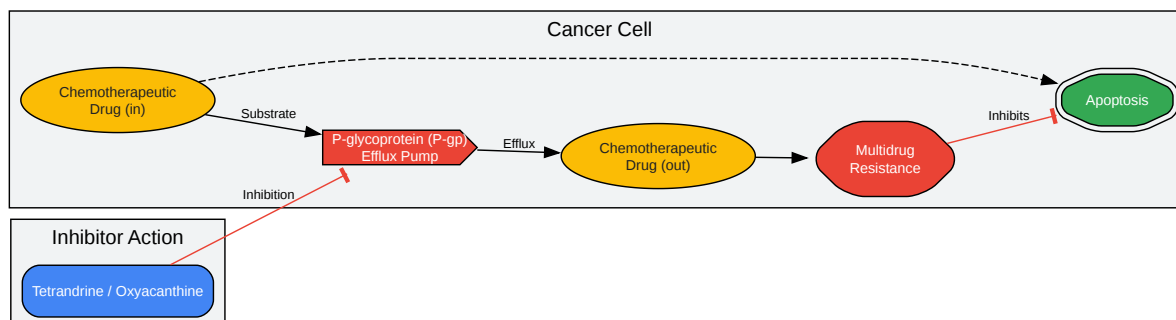 Cancer Cell
Chemotherapeutic
Drug (in)
Substrate
P-glycoprotein (P-gp)
Efflux Pump
Efflux
Chemotherapeutic
Drug (out)
Multidrug
Resistance
Inhibits
Apoptosis
Inhibition
Inhibitor Action
Tetrandrine / Oxyacanthine